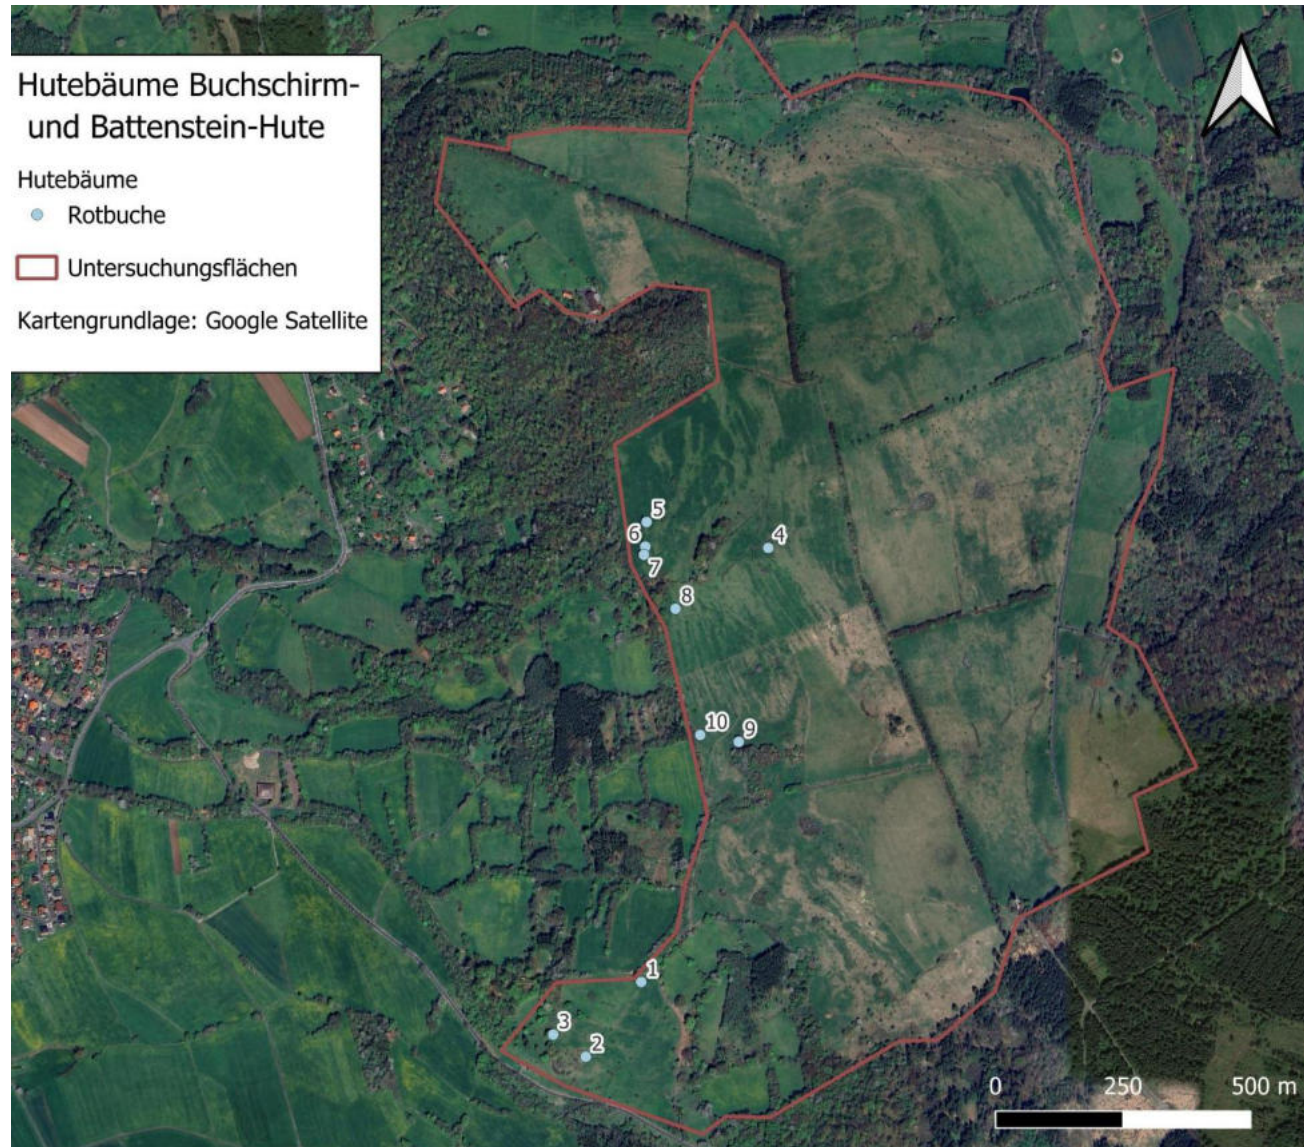 Hutebäume Buchschirm-
und Battenstein-Hute
Hutebäume
Rotbuche
Untersuchungsflächen
Kartengrundlage: Google Satellite
5
6
4
7
8
10
9
1
3
2
0 250 500 m